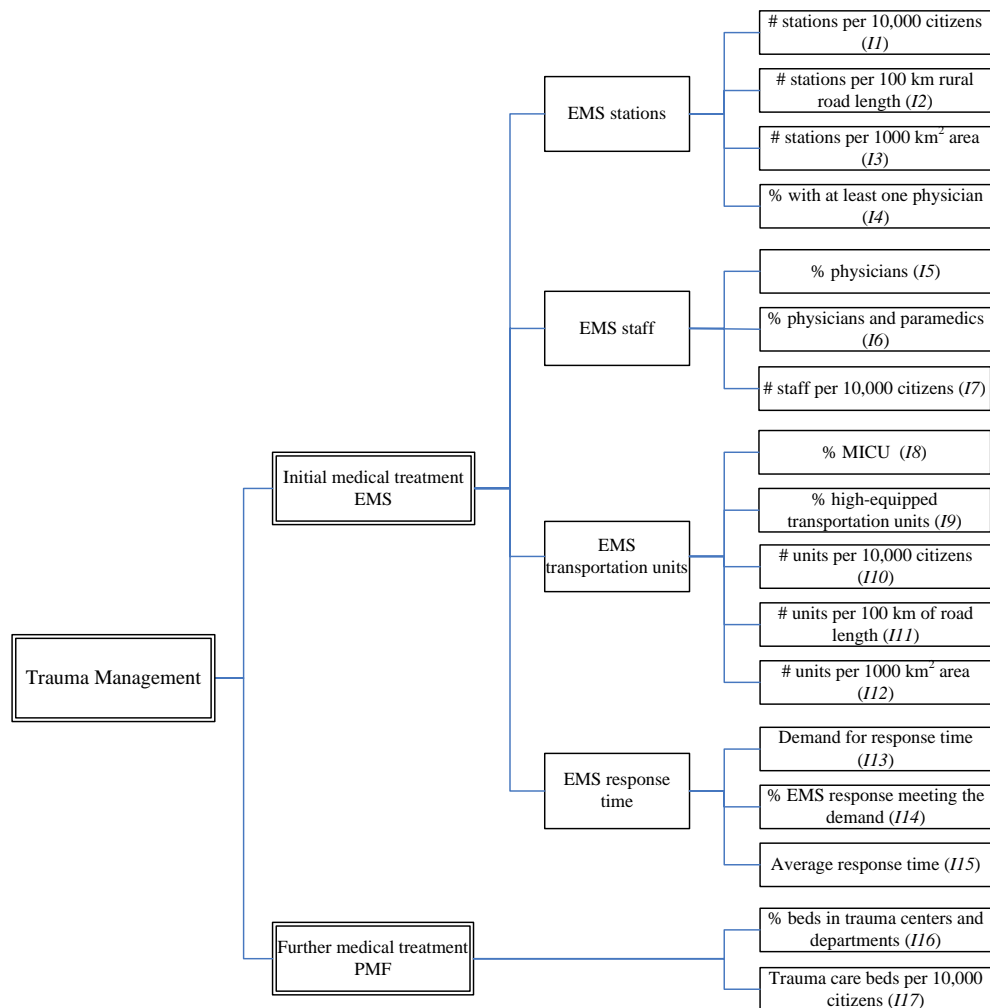 # stations per 10,000 citizens
(I1)
# stations per 100 km rural
road length (I2)
# stations per 1000 km² area
(I3)
% with at least one physician
(I4)
EMS stations
% physicians (I5)
% physicians and paramedics
(I6)
# staff per 10,000 citizens (I7)
EMS staff
% MICU (I8)
% high-equipped
transportation units (I9)
# units per 10,000 citizens
(I10)
# units per 100 km of road
length (I11)
# units per 1000 km² area
(I12)
EMS
transportation units
Initial medical treatment
EMS
Trauma Management
Demand for response time
(I13)
% EMS response meeting the
demand (I14)
Average response time (I15)
EMS response
time
% beds in trauma centers and
departments (I16)
Trauma care beds per 10,000
citizens (I17)
Further medical treatment
PMF